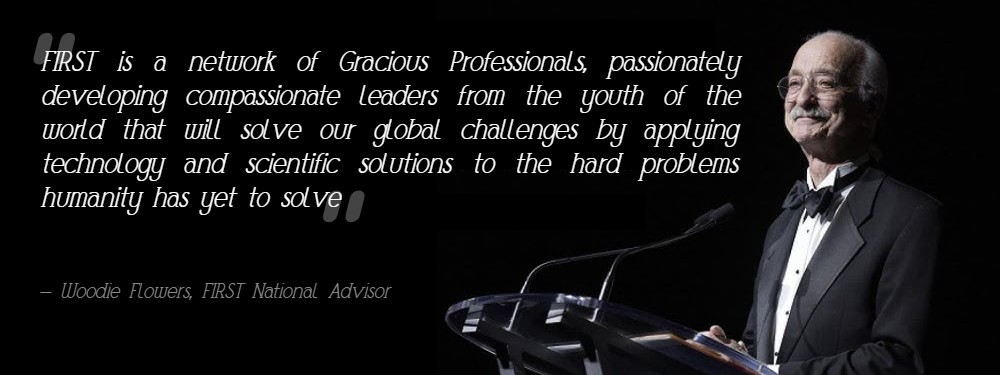 "FIRST is a network of Gracious Professionals, passionately
developing compassionate leaders from the youth of the
world that will solve our global challenges by applying
technology and scientific solutions to the hard problems
humanity has yet to solve"
– Woodie Flowers, FIRST National Advisor